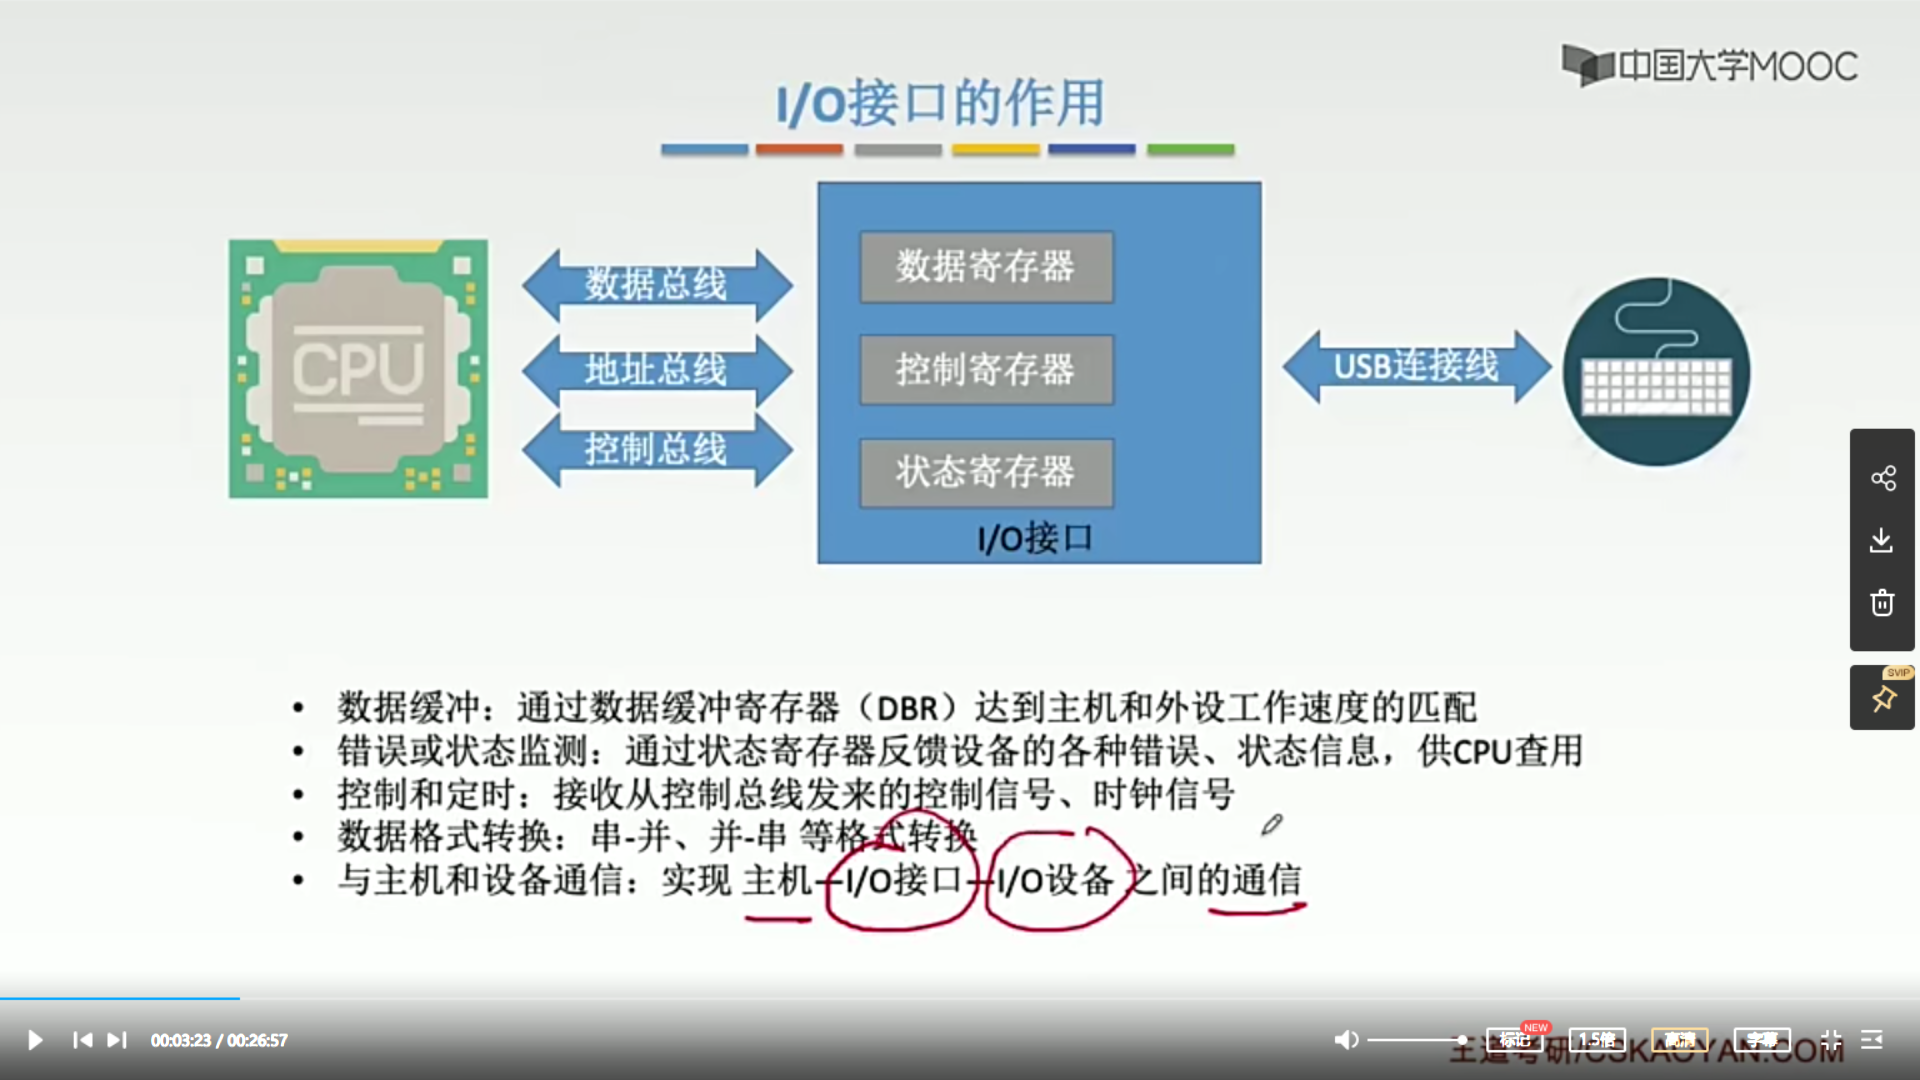 中国大学MOOC
I/O接口的作用
CPU
数据总线
地址总线
控制总线
数据寄存器
控制寄存器
状态寄存器
I/O接口
USB连接线
SVIP
• 数据缓冲：通过数据缓冲寄存器（DBR）达到主机和外设工作速度的匹配
• 错误或状态监测：通过状态寄存器反馈设备的各种错误、状态信息，供CPU查用
• 控制和定时：接收从控制总线发来的控制信号、时钟信号
• 数据格式转换：串-并、并-串 等格式转换
• 与主机和设备通信：实现 主机—I/O接口—I/O设备 之间的通信
00:03:23 / 00:26:57
NEW
标记
1.5倍
高清
字幕
王道考研/CSKAOYAN.COM